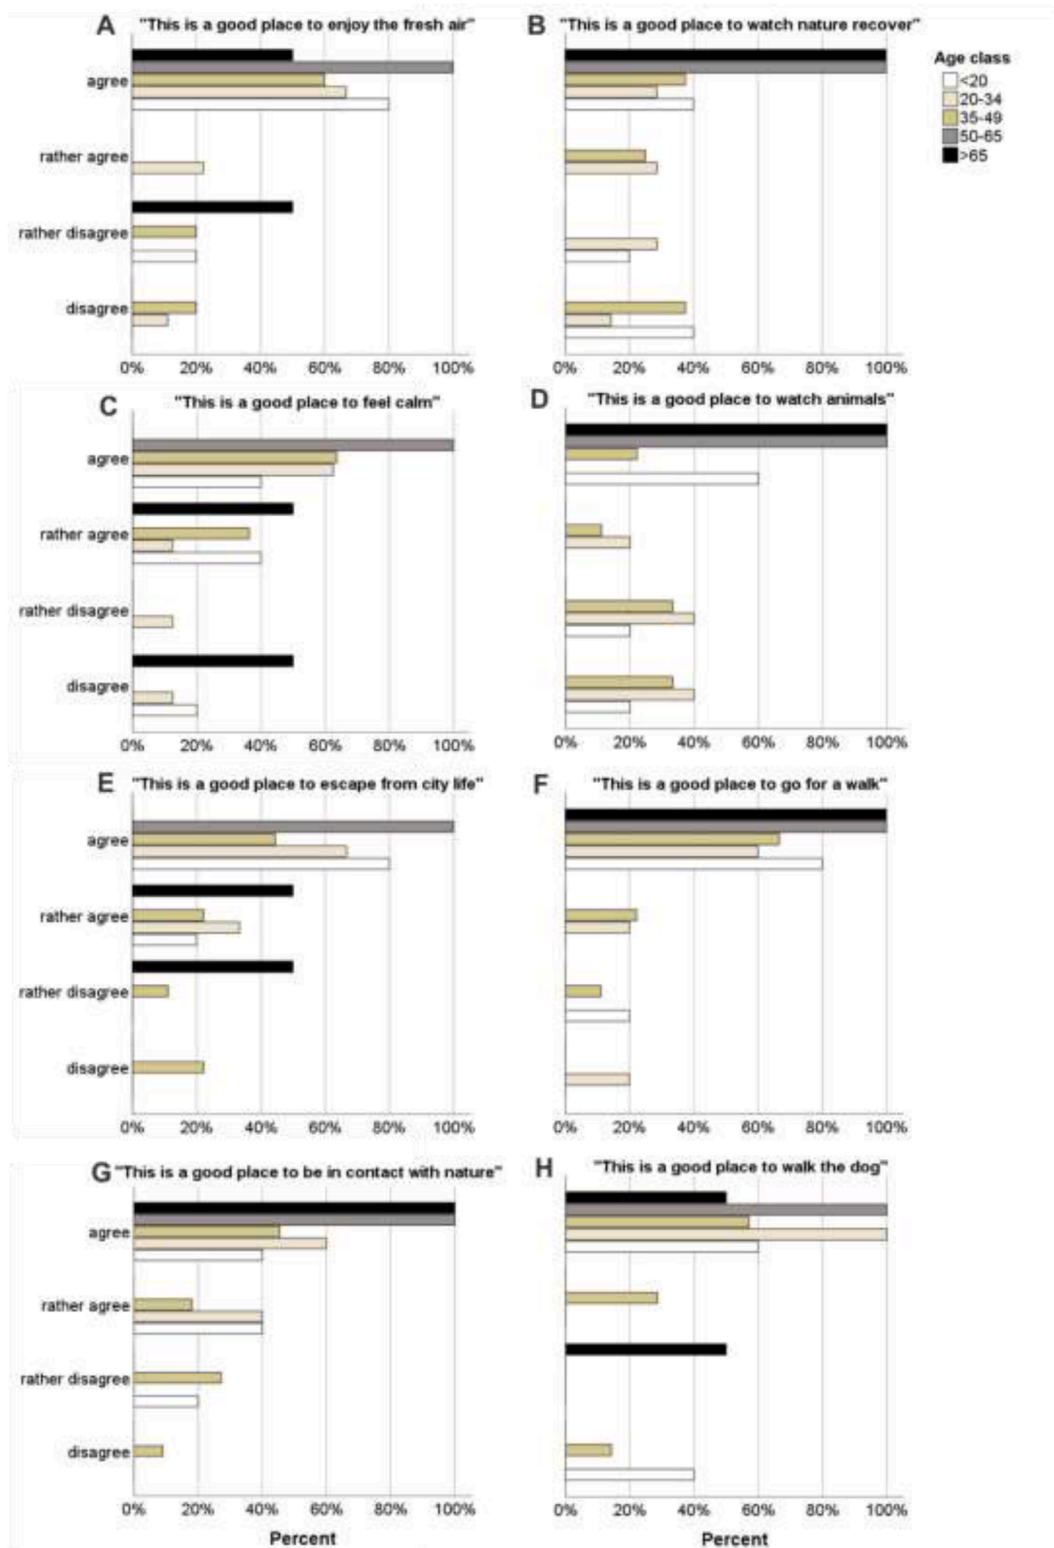 A "This is a good place to enjoy the fresh air"
agree
rather agree
rather disagree
disagree
0% 20% 40% 60% 80% 100%
B "This is a good place to watch nature recover"
0% 20% 40% 60% 80% 100%
Age class
<20
20-34
35-49
50-65
>65
C "This is a good place to feel calm"
agree
rather agree
rather disagree
disagree
0% 20% 40% 60% 80% 100%
D "This is a good place to watch animals"
0% 20% 40% 60% 80% 100%
E "This is a good place to escape from city life"
agree
rather agree
rather disagree
disagree
0% 20% 40% 60% 80% 100%
F "This is a good place to go for a walk"
0% 20% 40% 60% 80% 100%
G "This is a good place to be in contact with nature"
agree
rather agree
rather disagree
disagree
0% 20% 40% 60% 80% 100%
Percent
H "This is a good place to walk the dog"
0% 20% 40% 60% 80% 100%
Percent